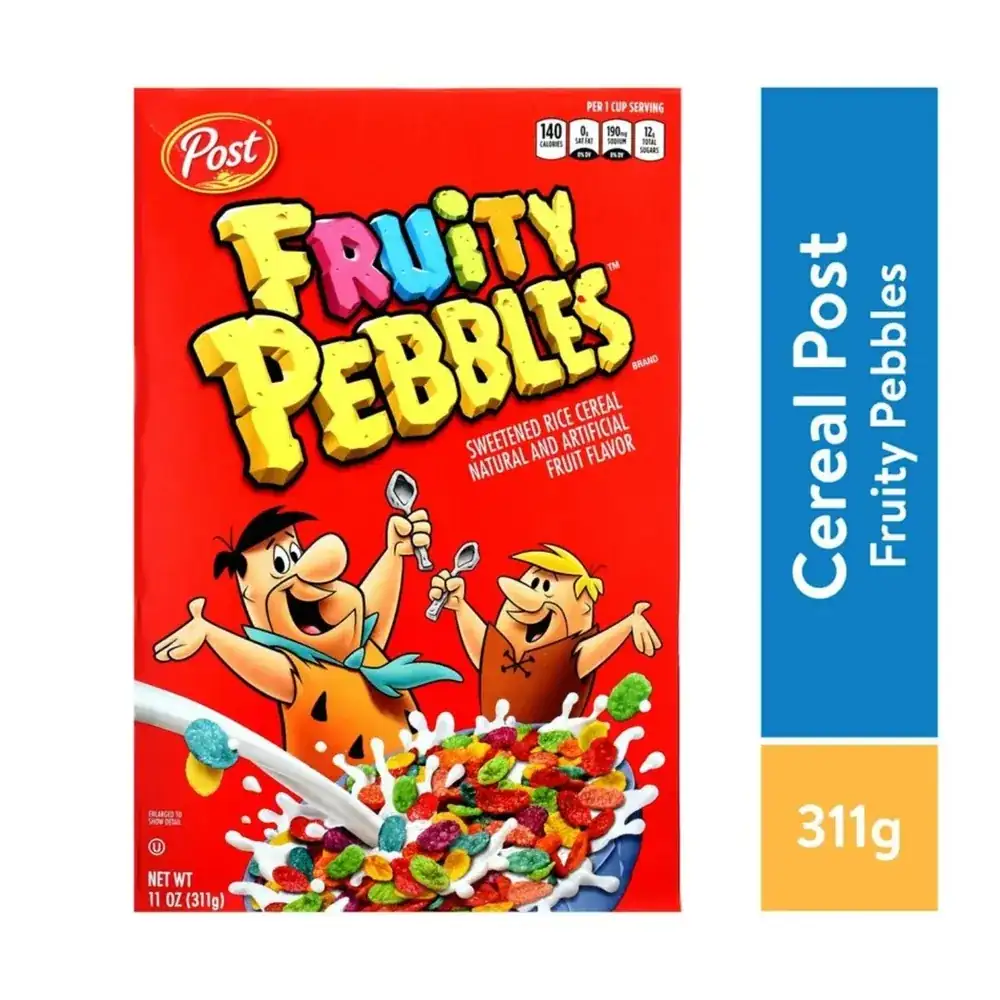 Post
PER 1 CUP SERVING
140
CALORIES
0g
SAT FAT
0% DV
190mg
SODIUM
8% DV
12g
TOTAL
SUGARS
FRUiTY
PEBBLES™
BRAND
SWEETENED RICE CEREAL
NATURAL AND ARTIFICIAL
FRUIT FLAVOR
ENLARGED TO
SHOW DETAIL
U
NET WT
11 OZ (311g)
Cereal Post
Fruity Pebbles
311g